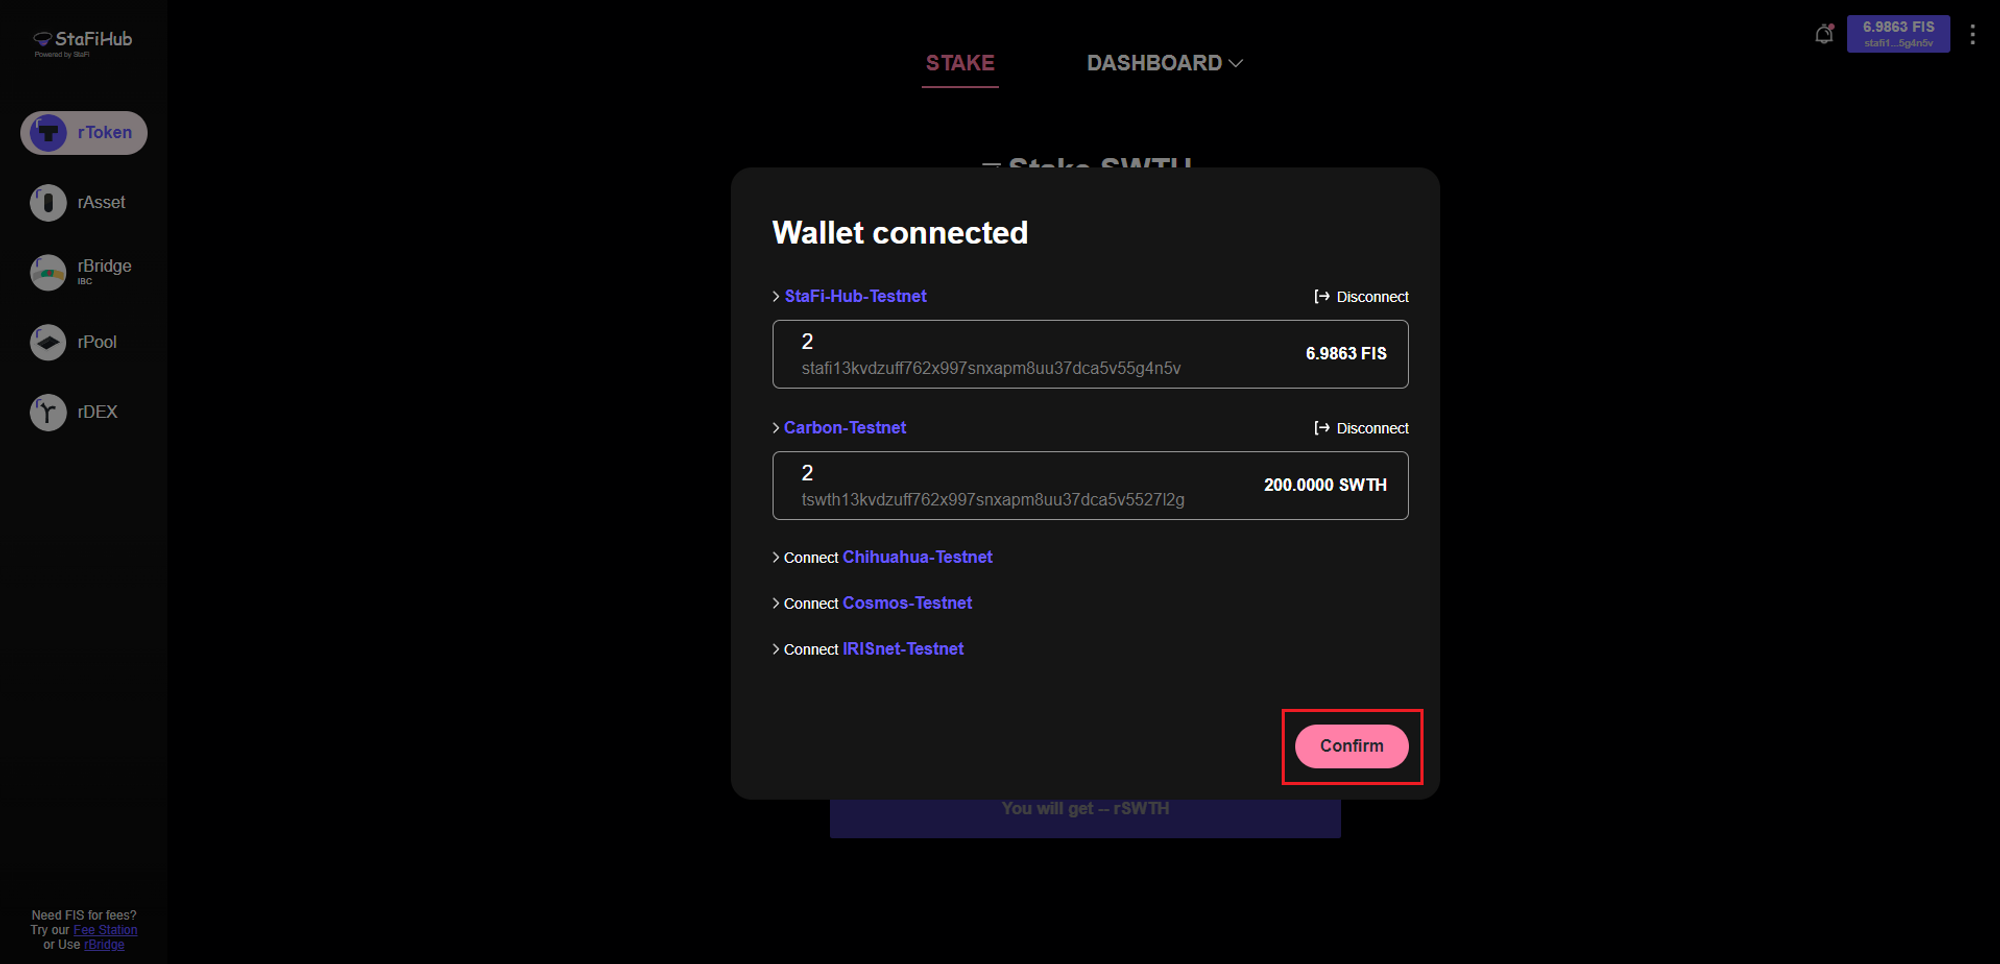 StaFiHub
Powered by StaFi
rToken
rAsset
rBridge
IBC
rPool
rDEX
Need FIS for fees?
Try our Fee Station
or Use rBridge
STAKE
DASHBOARD
6.9863 FIS
stafi1...5g4n5v
Stake SWTH
Wallet connected
StaFi-Hub-Testnet
Disconnect
2
stafi13kvdzuff762x997snxapm8uu37dca5v55g4n5v
6.9863 FIS
Carbon-Testnet
Disconnect
2
tswth13kvdzuff762x997snxapm8uu37dca5v5527l2g
200.0000 SWTH
Connect Chihuahua-Testnet
Connect Cosmos-Testnet
Connect IRISnet-Testnet
Confirm
You will get -- rSWTH